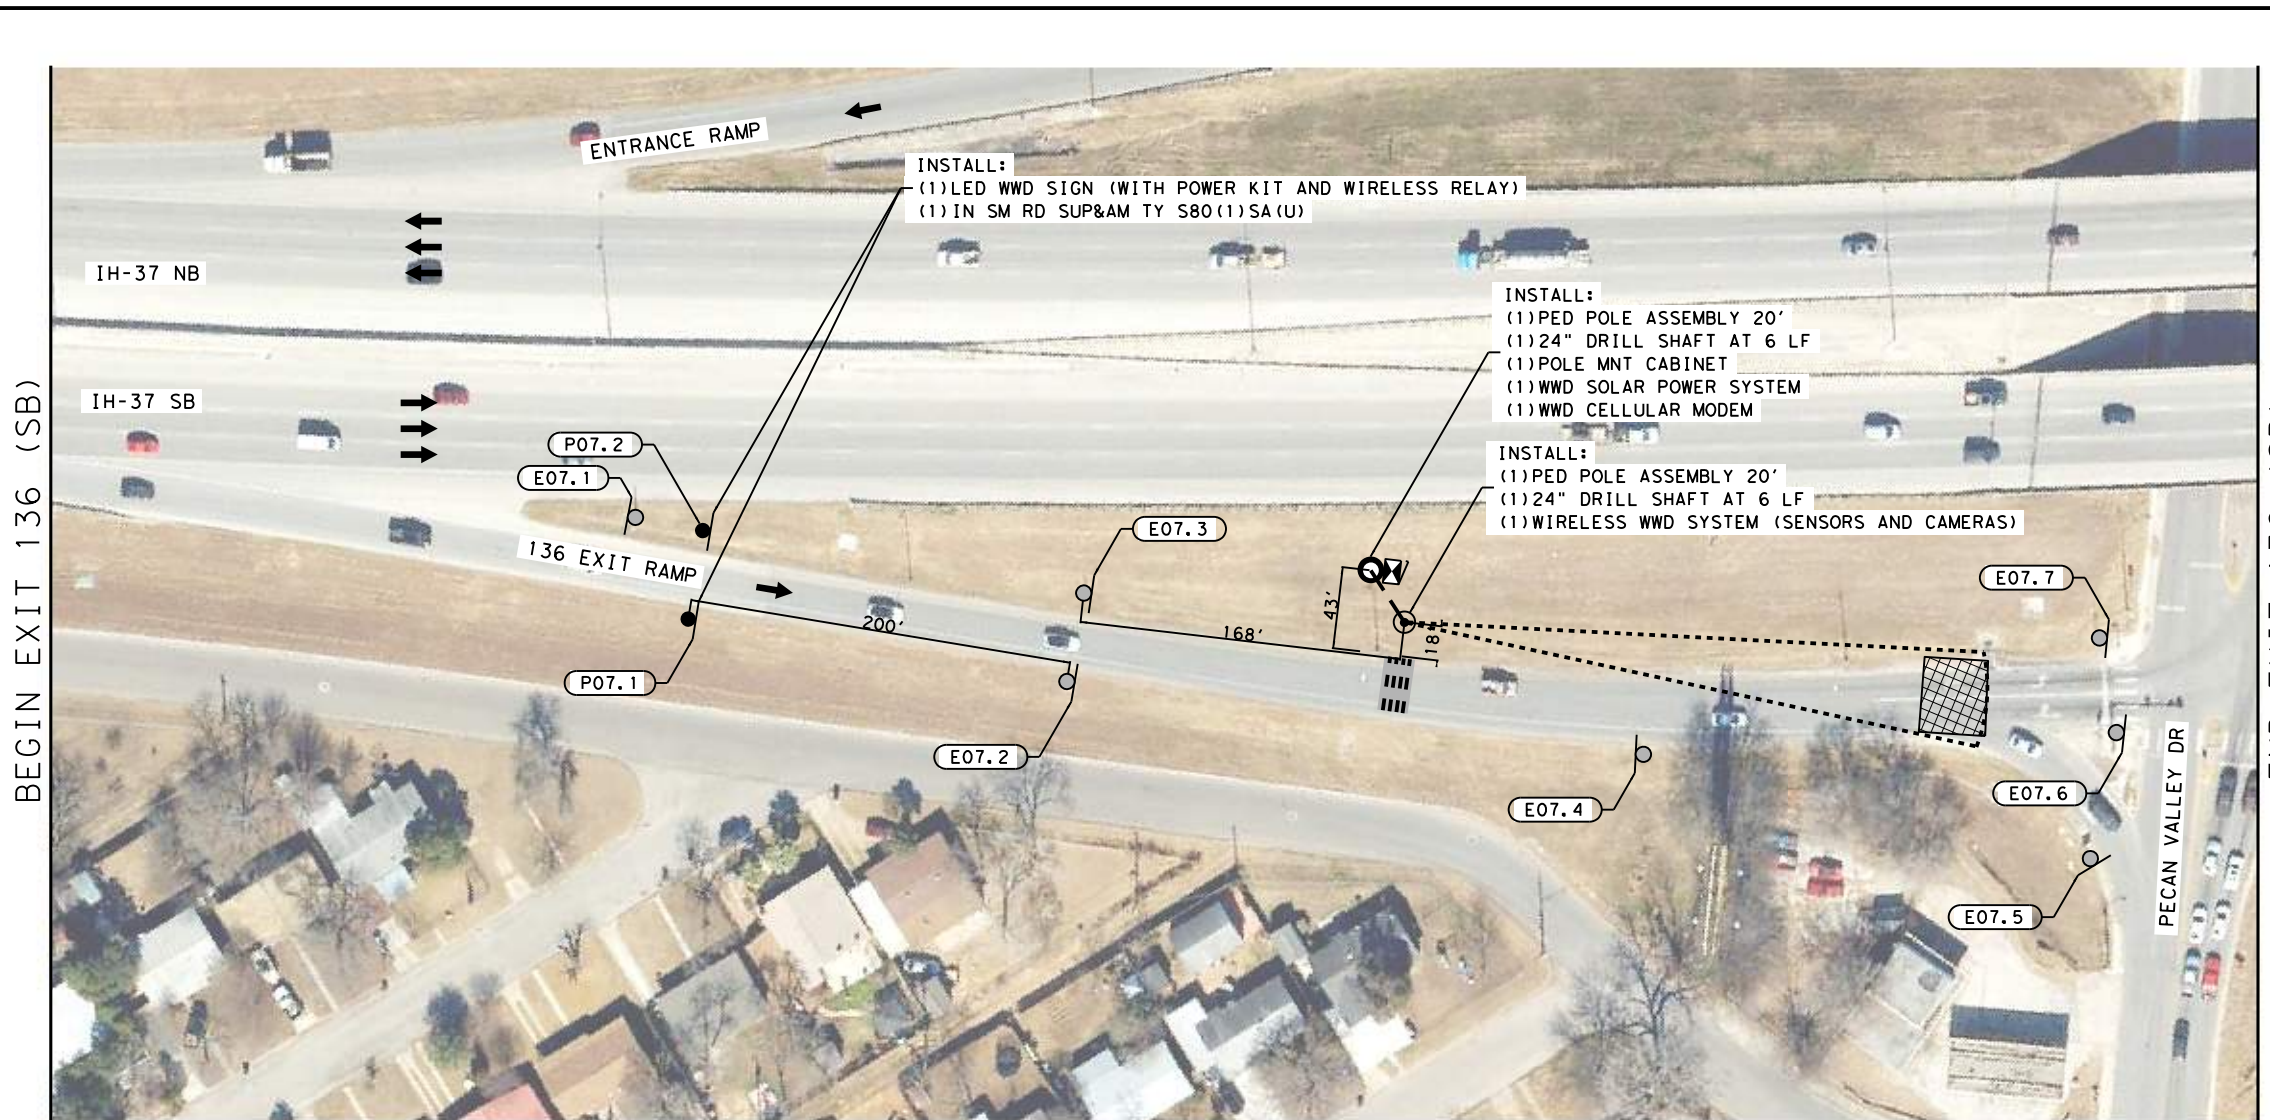 ENTRANCE RAMP
INSTALL:
(1)LED WWD SIGN (WITH POWER KIT AND WIRELESS RELAY)
(1)IN SM RD SUP&AM TY S80(1)SA(U)
IH-37 NB
INSTALL:
(1)PED POLE ASSEMBLY 20'
(1)24" DRILL SHAFT AT 6 LF
(1)POLE MNT CABINET
(1)WWD SOLAR POWER SYSTEM
(1)WWD CELLULAR MODEM
BEGIN EXIT 136 (SB)
IH-37 SB
P07.2
E07.1
INSTALL:
(1)PED POLE ASSEMBLY 20'
(1)24" DRILL SHAFT AT 6 LF
(1)WIRELESS WWD SYSTEM (SENSORS AND CAMERAS)
E07.3
136 EXIT RAMP
E07.7
43'
200'
168'
18'
P07.1
E07.2
E07.4
E07.6
PECAN VALLEY DR
E07.5